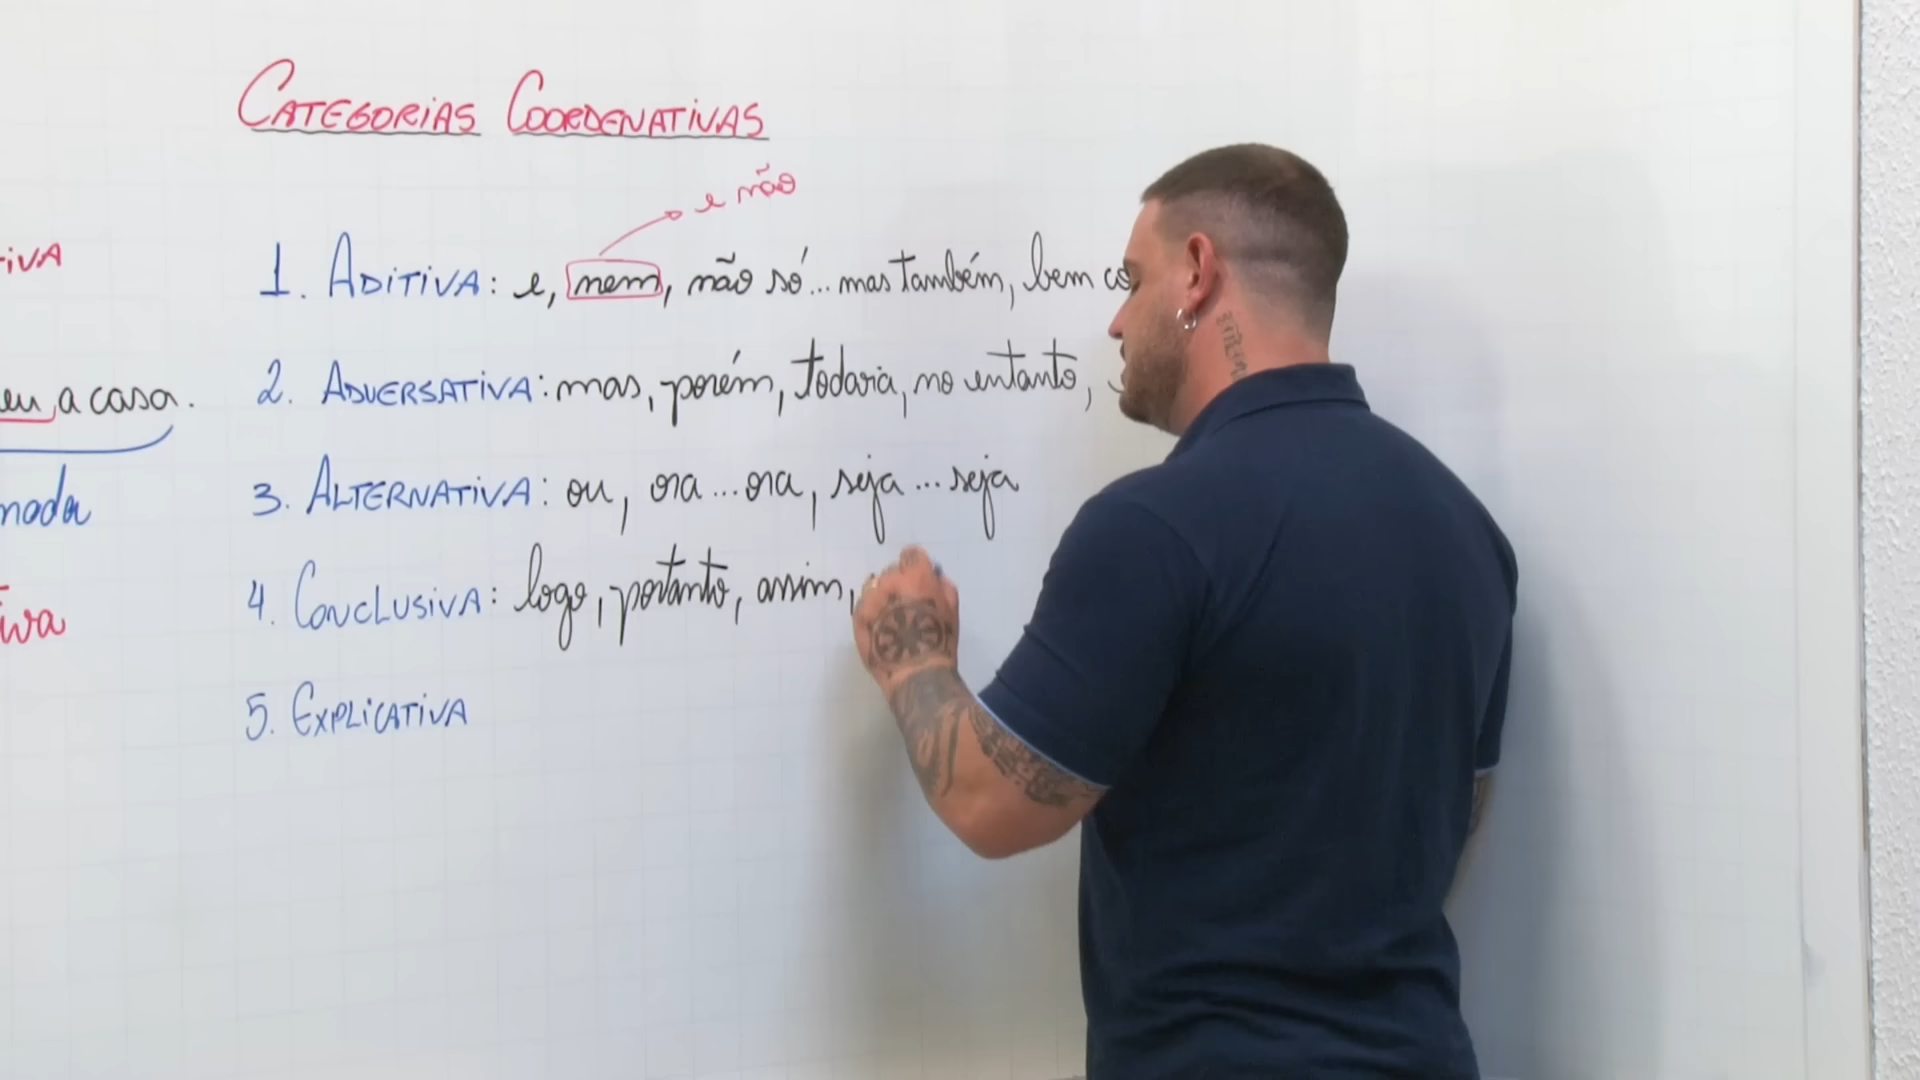 CATEGORIAS COORDENATIVAS
e não
1. ADITIVA: e, nem, não só... mas também, bem
2. ADVERSATIVA: mas, porém, todavia, no entanto,
a casa.
3. ALTERNATIVA: ou, ora...ora, seja...seja
4. CONCLUSIVA: logo, portanto, assim,
5. EXPLICATIVA